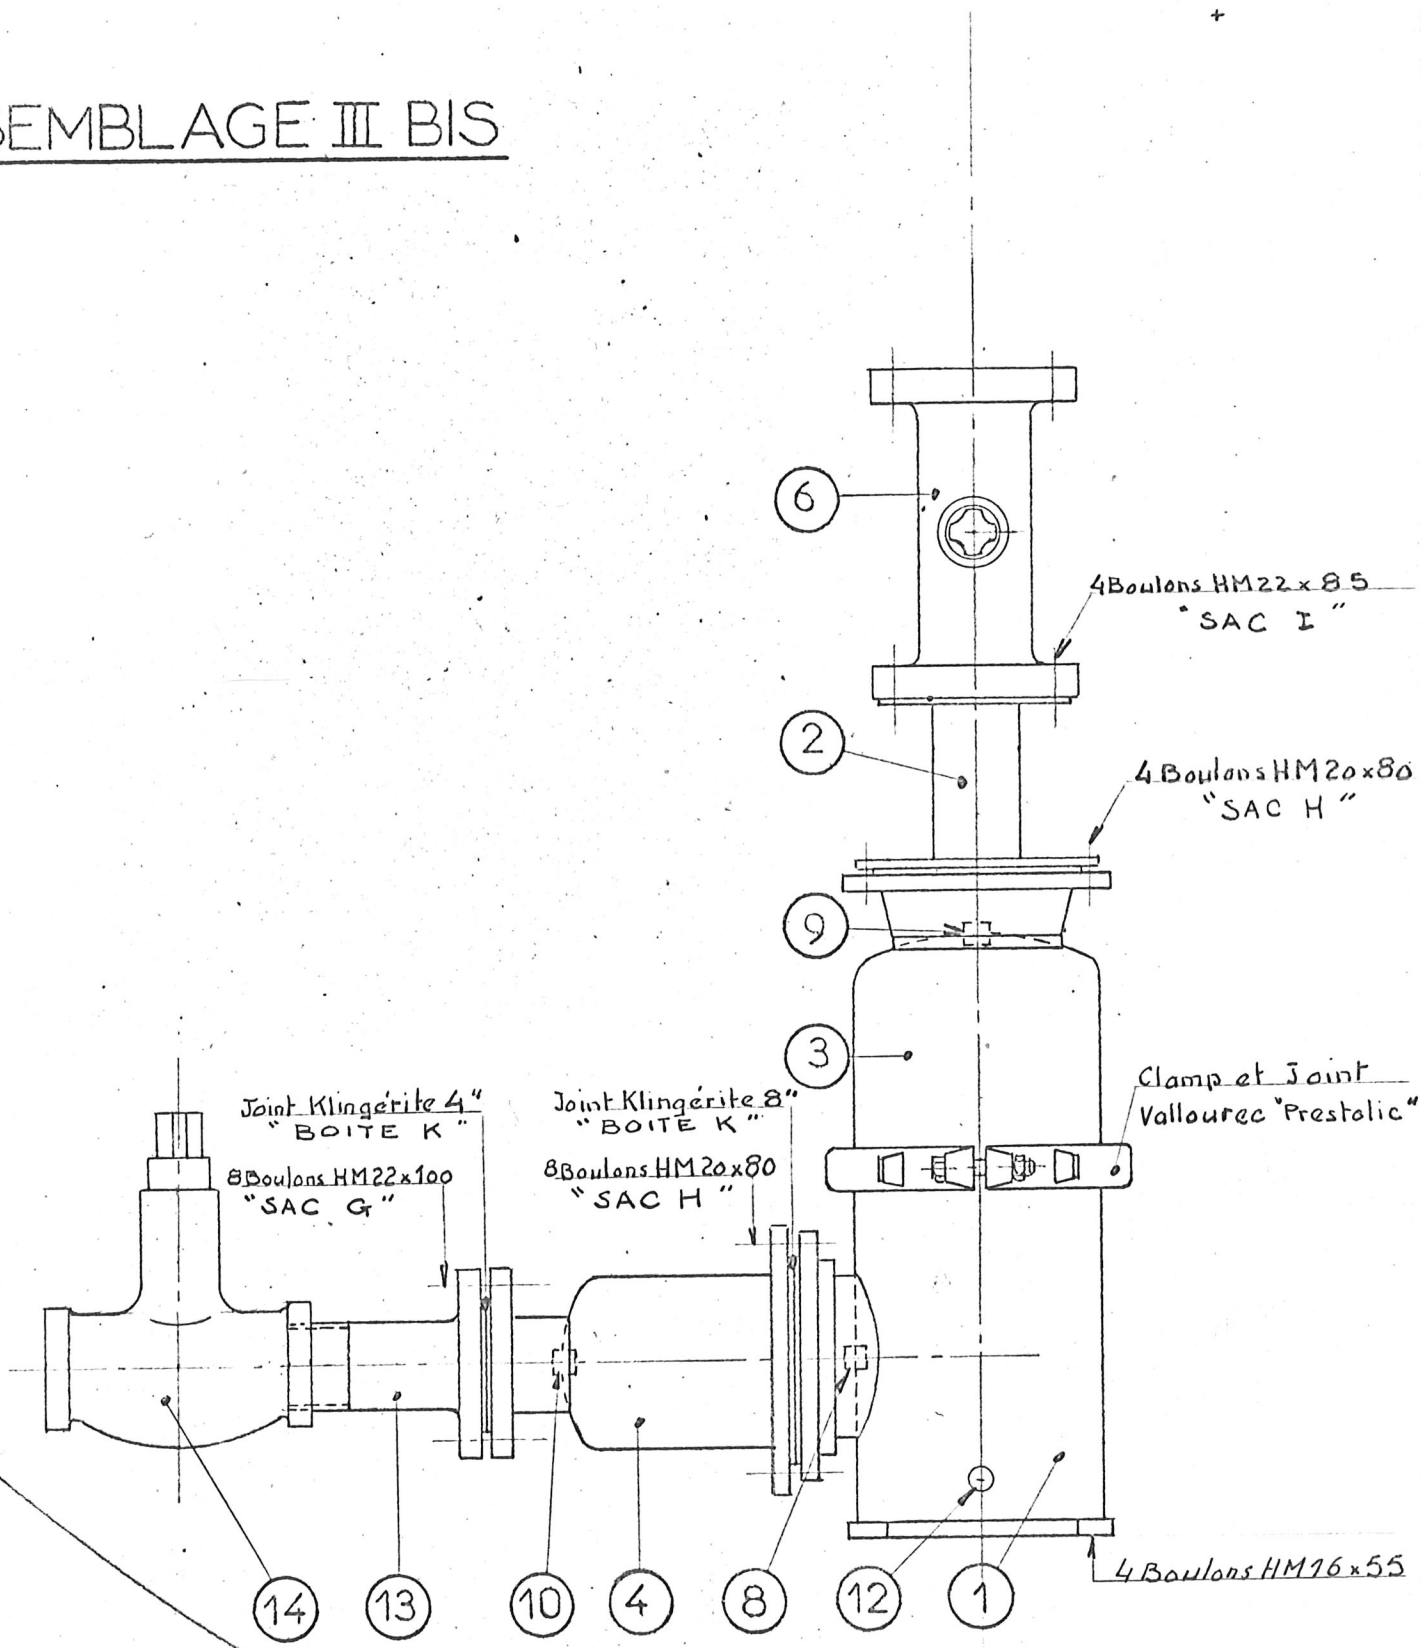 SEMBLAGE III BIS
6
4 Boulons HM22 x 85
"SAC I"
2
4 Boulons HM20x80
"SAC H"
9
3
Clamp et Joint
Vallourec "Prestolic"
Joint Klingérite 4"
"BOITE K"
8 Boulons HM22x100
"SAC G"
Joint Klingérite 8"
"BOITE K"
8 Boulons HM20x80
"SAC H"
14
13
10
4
8
12
1
4 Boulons HM16x55